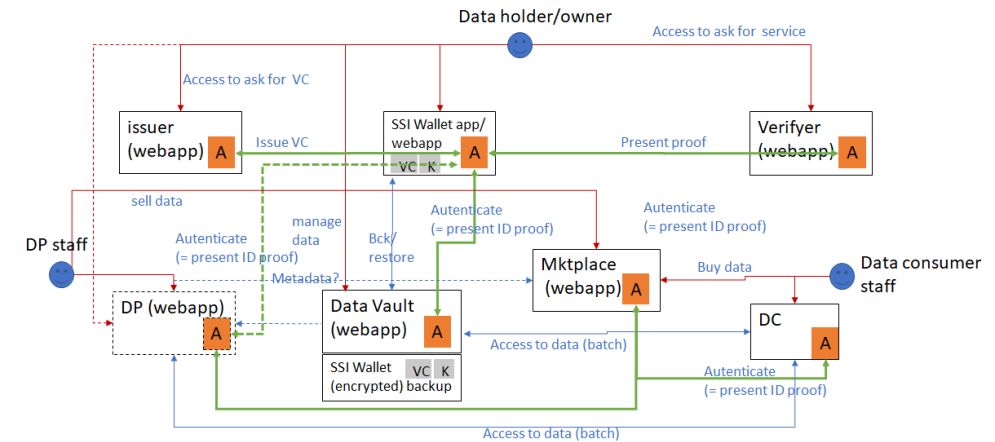 Data holder/owner
Access to ask for service
Access to ask for VC
issuer
(webapp)
A
Issue VC
SSI Wallet app/
webapp
VC K
A
Present proof
Verifyer
(webapp)
A
sell data
manage
data
Autenticate
(= present ID proof)
Autenticate
(= present ID proof)
Autenticate
(= present ID proof)
Bck/
restore
DP staff
Metadata?
Mktplace
(webapp)
A
Buy data
Data consumer
staff
DP (webapp)
A
Data Vault
(webapp)
A
DC
A
Access to data (batch)
SSI Wallet
(encrypted) backup
VC K
Autenticate
(= present ID proof)
Access to data (batch)